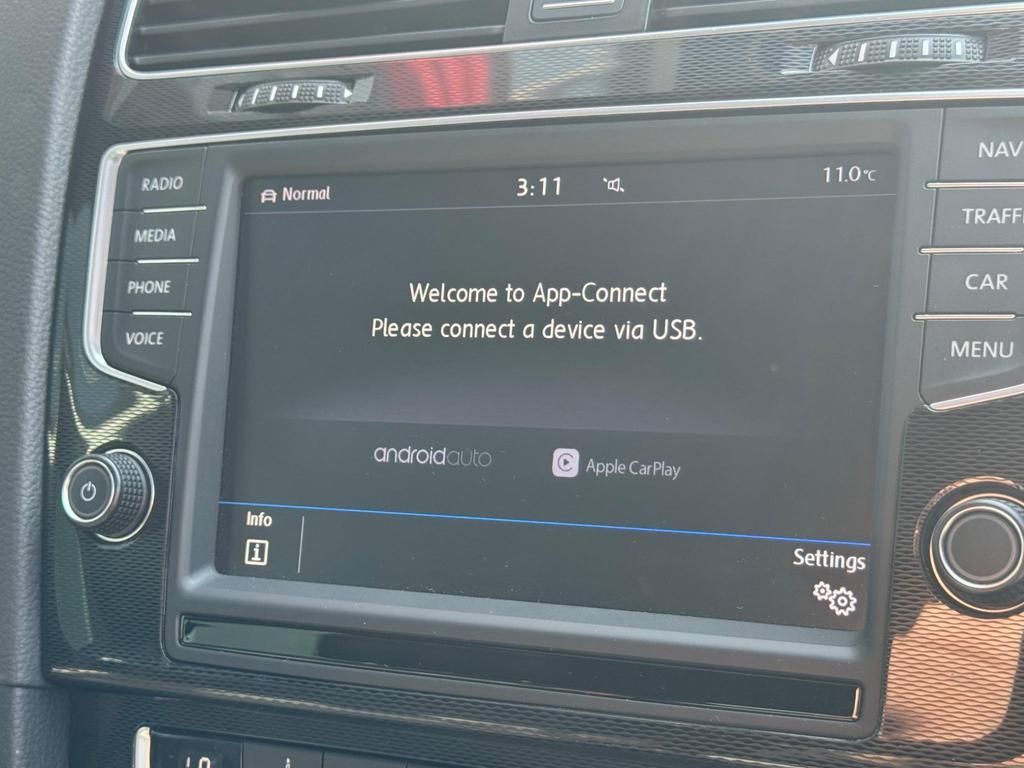 RADIO
MEDIA
PHONE
VOICE
Normal
3:11
11.0°C
Welcome to App-Connect
Please connect a device via USB.
androidauto
Apple CarPlay
Info
i
Settings
NAV
TRAFFI
CAR
MENU